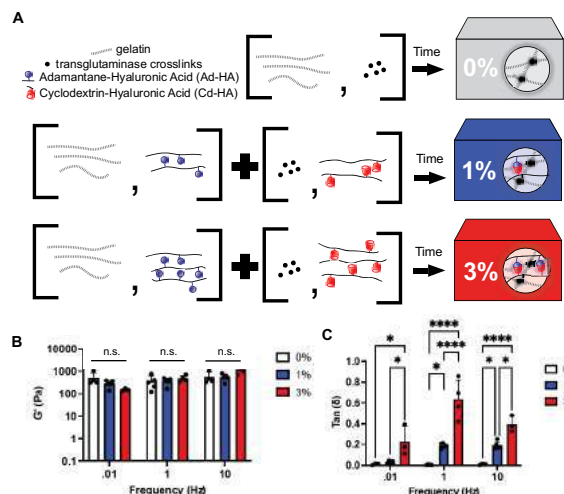 A
gelatin
transglutaminase crosslinks
Adamantane-Hyaluronic Acid (Ad-HA)
Cyclodextrin-Hyaluronic Acid (Cd-HA)
,
Time
0%
,
+
,
Time
1%
,
+
,
Time
3%
B
n.s. n.s. n.s.
G' (Pa)
10000
1000
100
10
1
0.1
.01 1 10
Frequency (Hz)
0%
1%
3%
C
* * **** **** * **** * *
Tan (δ)
1.0
0.8
0.6
0.4
0.2
0.0
.01 1 10
Frequency (Hz)